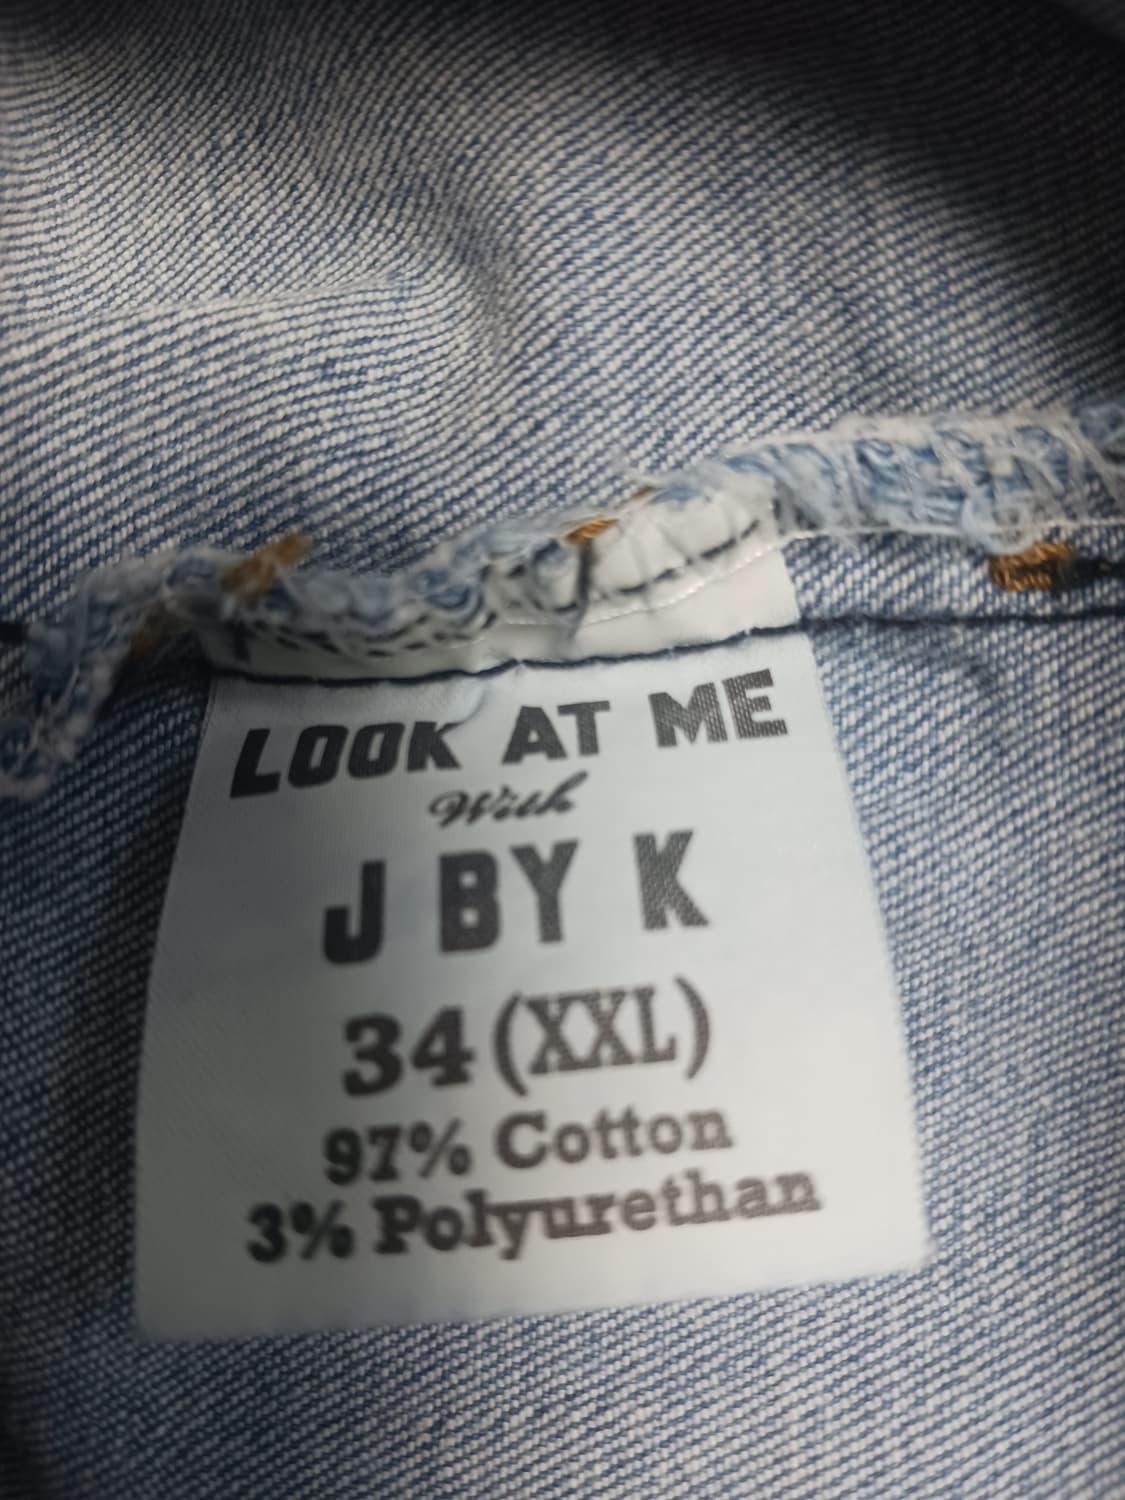 LOOK AT ME
With
J BY K
34 (XXL)
97% Cotton
3% Polyurethan